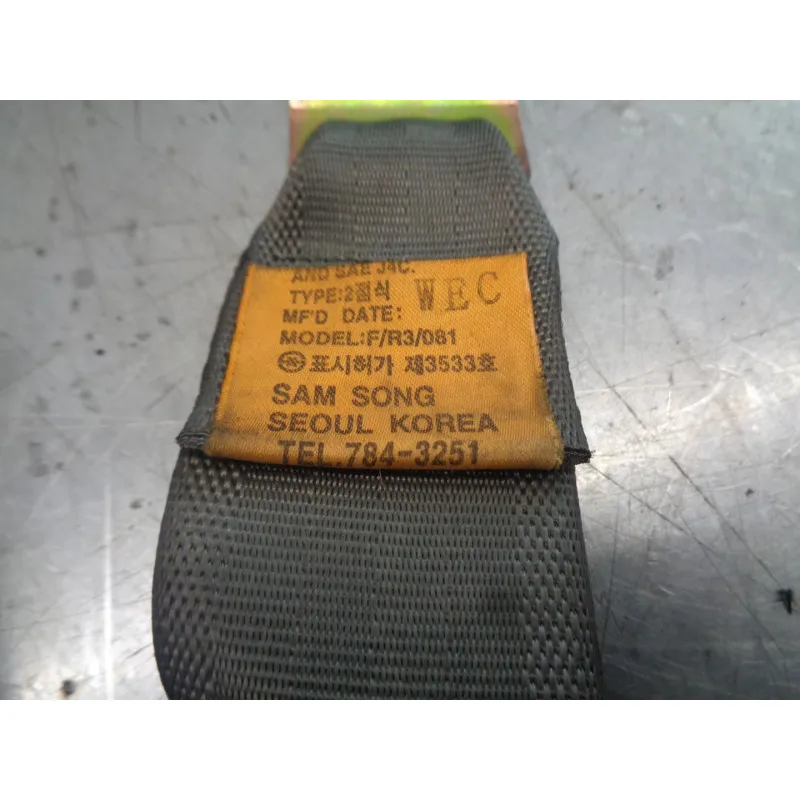 AND SAE J4C.
TYPE:2점식
MF'D DATE: WEC
MODEL:F/R3/081
표시허가 제3533호
SAM SONG
SEOUL KOREA
TEL.784-3251